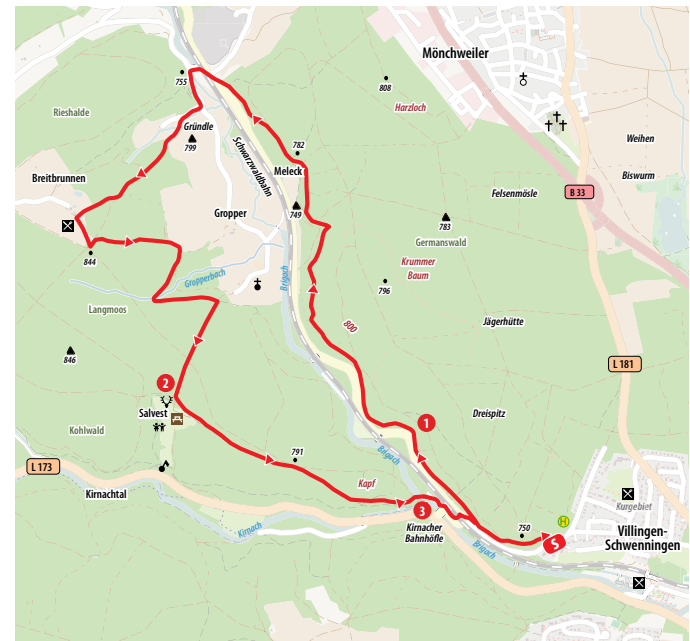 Mönchweiler
755
808
Harzloch
Rieshalde
Gründle
799
Schwarzwaldbahn
782
Meleck
Weihen
Biswurm
Breitbrunnen
Felsenmösle
B 33
Gropper
749
783
Germanswald
844
Gropperbach
Brigach
Krummer
Baum
796
Langmoos
800
Jägerhütte
846
L 181
2
Salvest
Dreispitz
1
Kohlwald
791
Brigach
L 173
Kirnachtal
Kapf
3
Kirnach
Kirnacher
Bahnhöfle
750
H
S
Kurgebiet
Villingen-
Schwenningen
Brigach